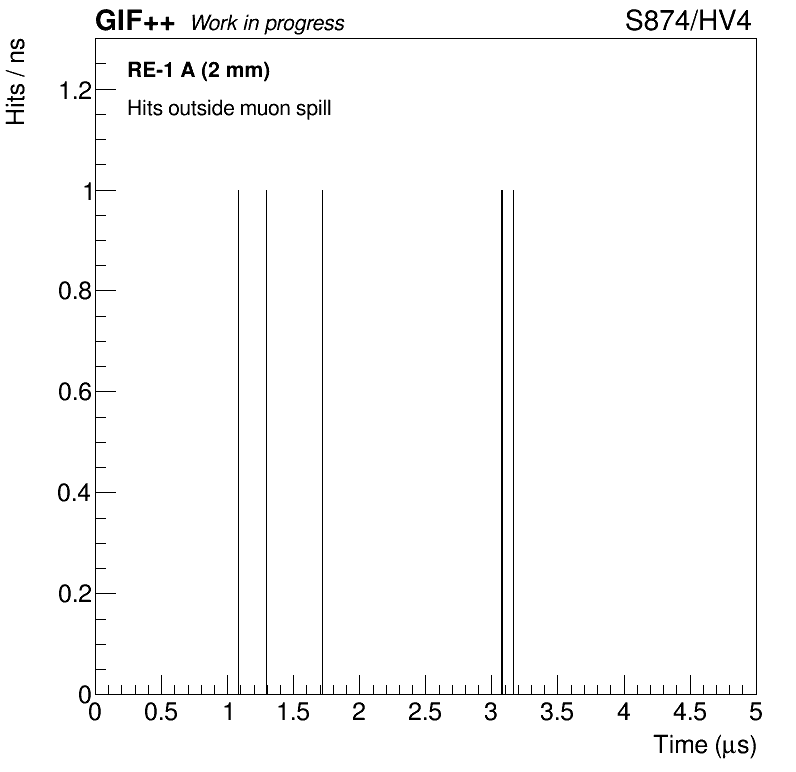 GIF++ Work in progress S874/HV4
Hits / ns
RE-1 A (2 mm)
Hits outside muon spill
1.2
1
0.8
0.6
0.4
0.2
0
0 0.5 1 1.5 2 2.5 3 3.5 4 4.5 5
Time (μs)